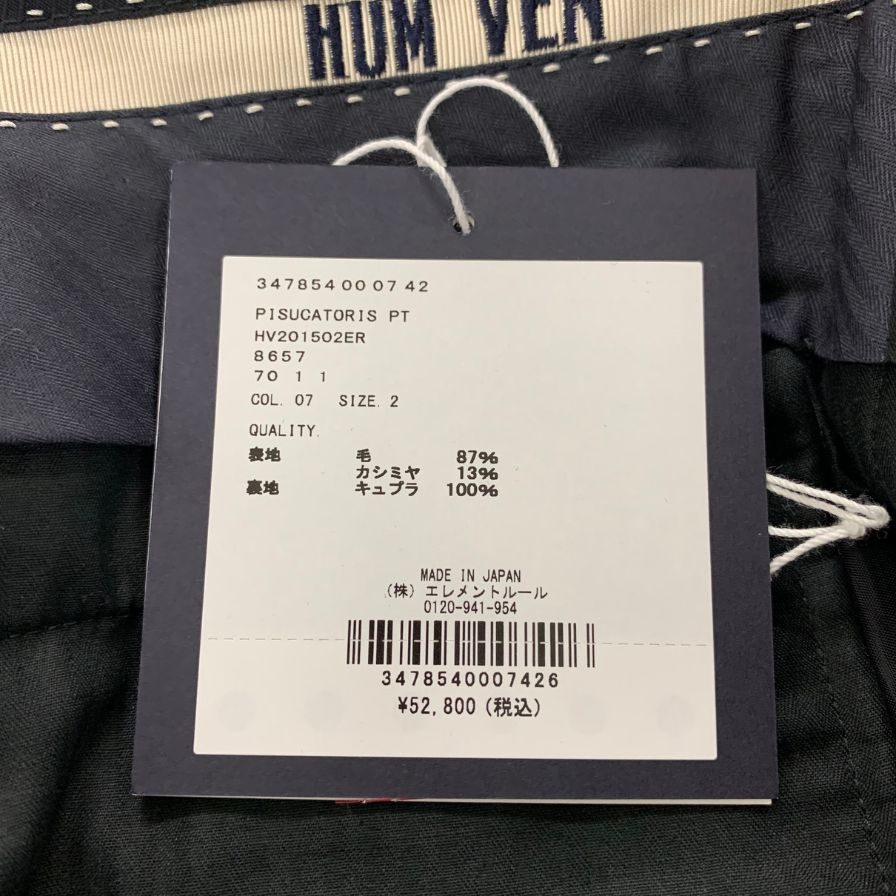 HUM VEN
347854 00 07 42
PISUCATORIS PT
HV201502ER
8657
70 1 1
COL. 07 SIZE. 2
QUALITY.
表地 毛 87%
カシミヤ 13%
裏地 キュプラ 100%
MADE IN JAPAN
(株) エレメントルール
0120-941-954
3478540007426
¥52,800 (税込)